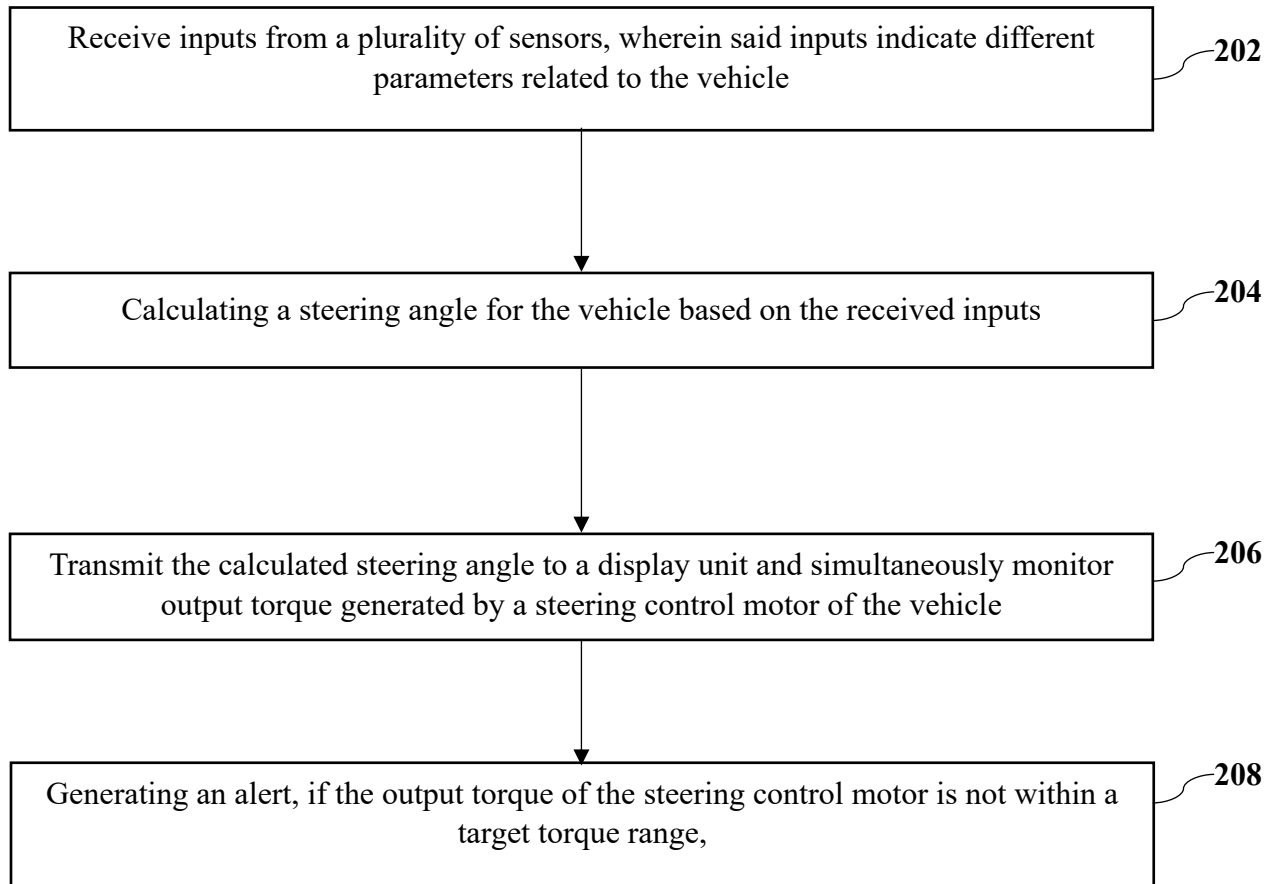 Receive inputs from a plurality of sensors, wherein said inputs indicate different
parameters related to the vehicle
202
Calculating a steering angle for the vehicle based on the received inputs
204
Transmit the calculated steering angle to a display unit and simultaneously monitor
output torque generated by a steering control motor of the vehicle
206
Generating an alert, if the output torque of the steering control motor is not within a
target torque range,
208